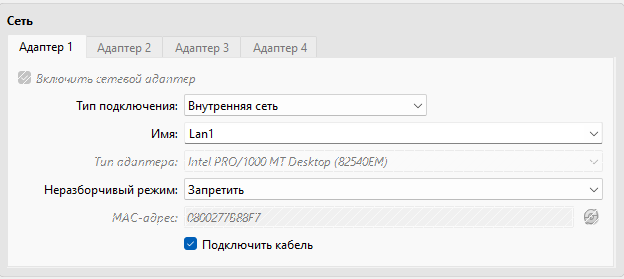 Сеть
Адаптер 1 Адаптер 2 Адаптер 3 Адаптер 4
Включить сетевой адаптер
Тип подключения: Внутренняя сеть
Имя: Lan1
Тип адаптера: Intel PRO/1000 MT Desktop (82540EM)
Неразборчивый режим: Запретить
MAC-адрес: 0800277B88F7
Подключить кабель